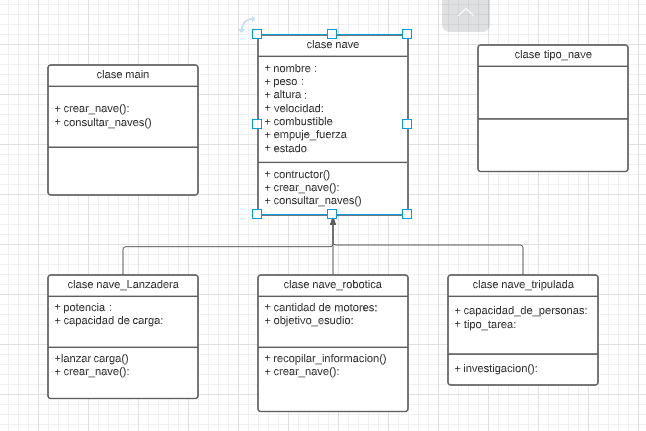 clase main
+ crear_nave():
+ consultar_naves()
clase nave
+ nombre :
+ peso :
+ altura :
+ velocidad:
+ combustible
+ empuje_fuerza
+ estado
+ contructor()
+ crear_nave():
+ consultar_naves()
clase tipo_nave
clase nave_Lanzadera
+ potencia :
+ capacidad de carga:
+lanzar carga()
+ crear_nave():
clase nave_robotica
+ cantidad de motores:
+ objetivo_esudio:
+ recopilar_informacion()
+ crear_nave():
clase nave_tripulada
+ capacidad_de_personas:
+ tipo_tarea:
+ investigacion():